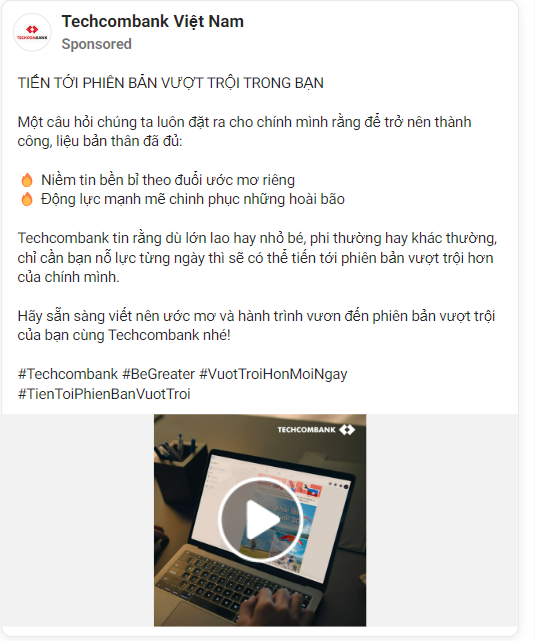 Techcombank Việt Nam
TECHCOMBANK
Sponsored
TIẾN TỚI PHIÊN BẢN VƯỢT TRỘI TRONG BẠN
Một câu hỏi chúng ta luôn đặt ra cho chính mình rằng để trở nên thành
công, liệu bản thân đã đủ:
🔥 Niềm tin bền bỉ theo đuổi ước mơ riêng
🔥 Động lực mạnh mẽ chinh phục những hoài bão
Techcombank tin rằng dù lớn lao hay nhỏ bé, phi thường hay khác thường,
chỉ cần bạn nỗ lực từng ngày thì sẽ có thể tiến tới phiên bản vượt trội hơn
của chính mình.
Hãy sẵn sàng viết nên ước mơ và hành trình vươn đến phiên bản vượt trội
của bạn cùng Techcombank nhé!
#Techcombank #BeGreater #VuotTroiHonMoiNgay
#TienToiPhienBanVuotTroi
TECHCOMBANK